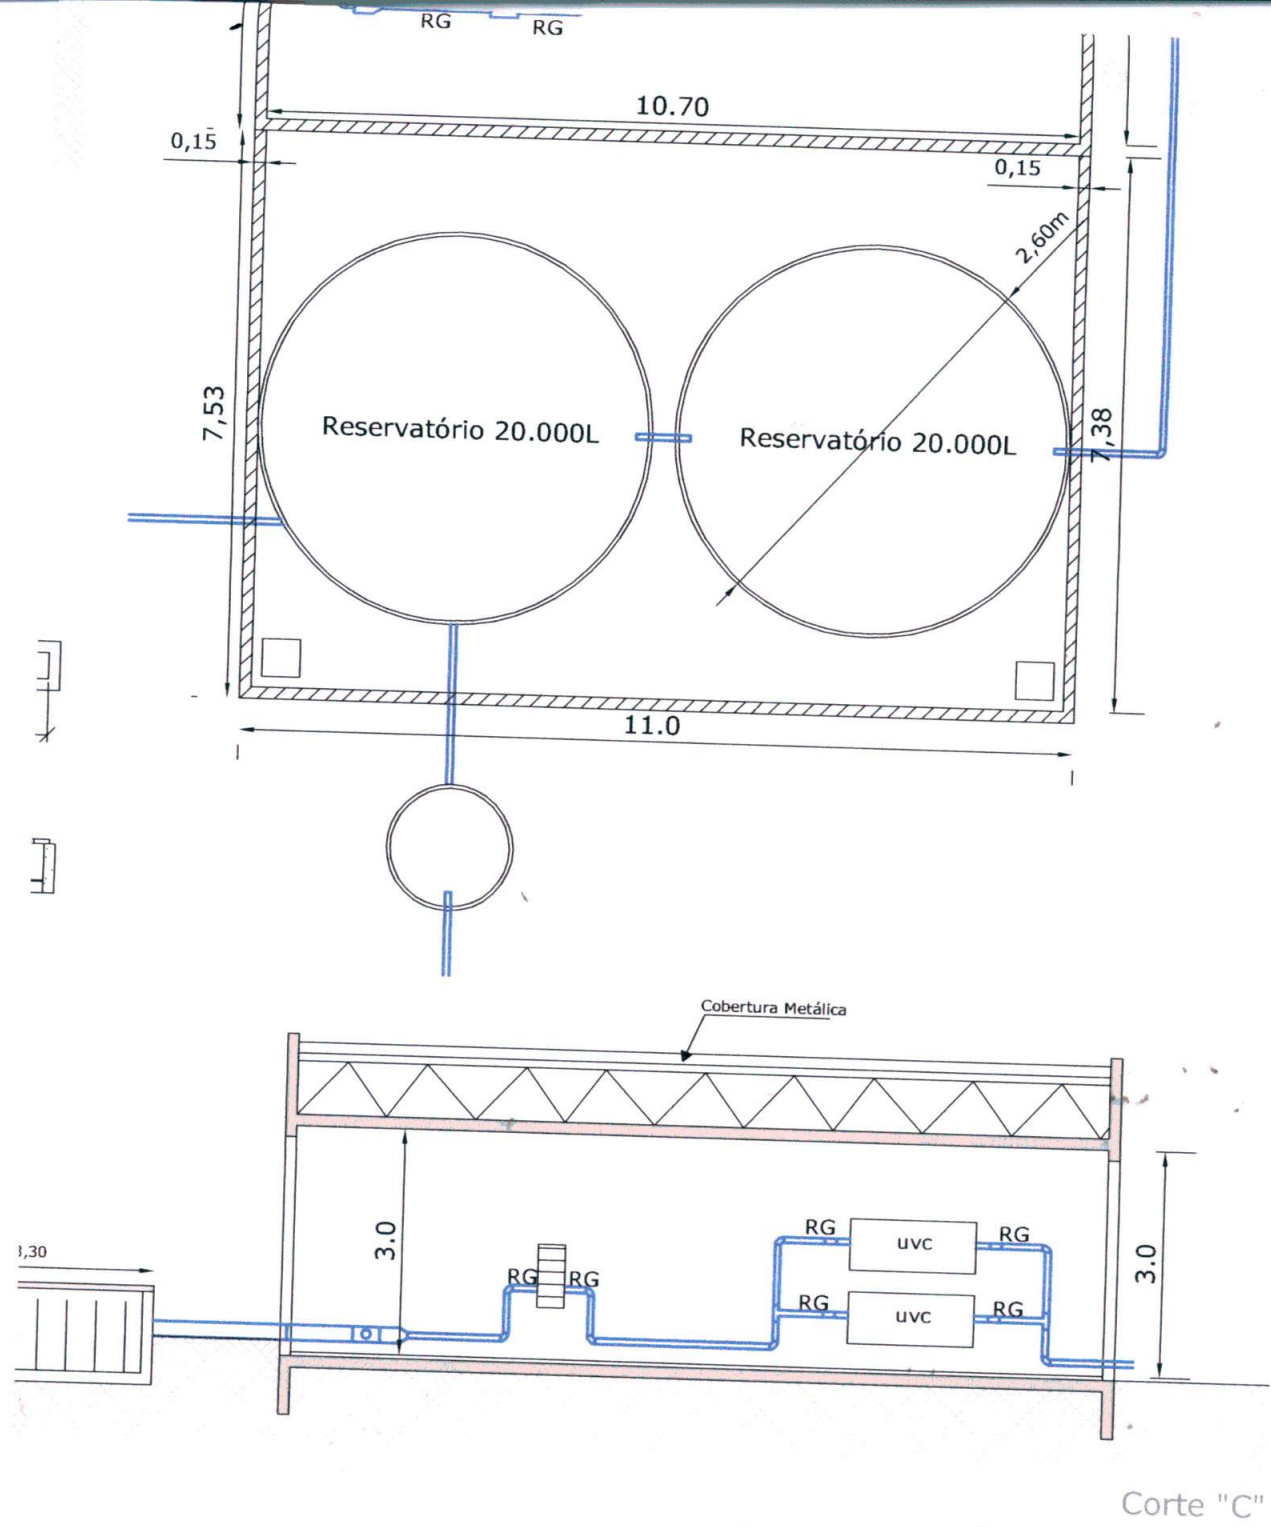 RG
RG
10.70
0,15
0,15
2,60m
7,53
Reservatório 20.000L
Reservatório 20.000L
7,38
11.0
Cobertura Metálica
3.0
RG
RG
RG
uvc
RG
RG
uvc
RG
3.0
,30
Corte "C"